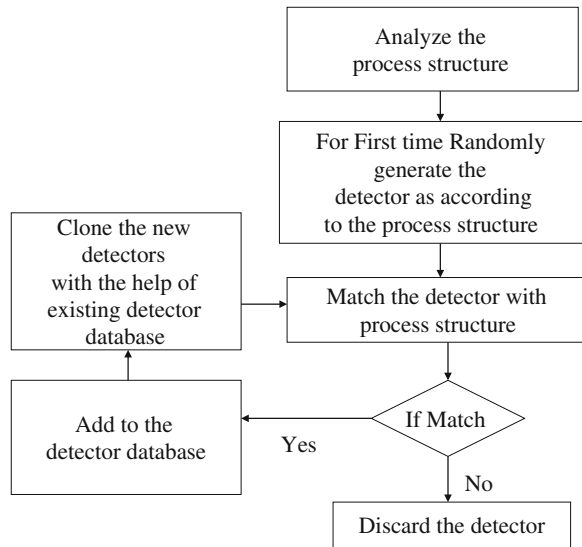 Analyze the
process structure
For First time Randomly
generate the
detector as according
to the process structure
Clone the new
detectors
with the help of
existing detector
database
Match the detector with
process structure
If Match
Yes
Add to the
detector database
No
Discard the detector